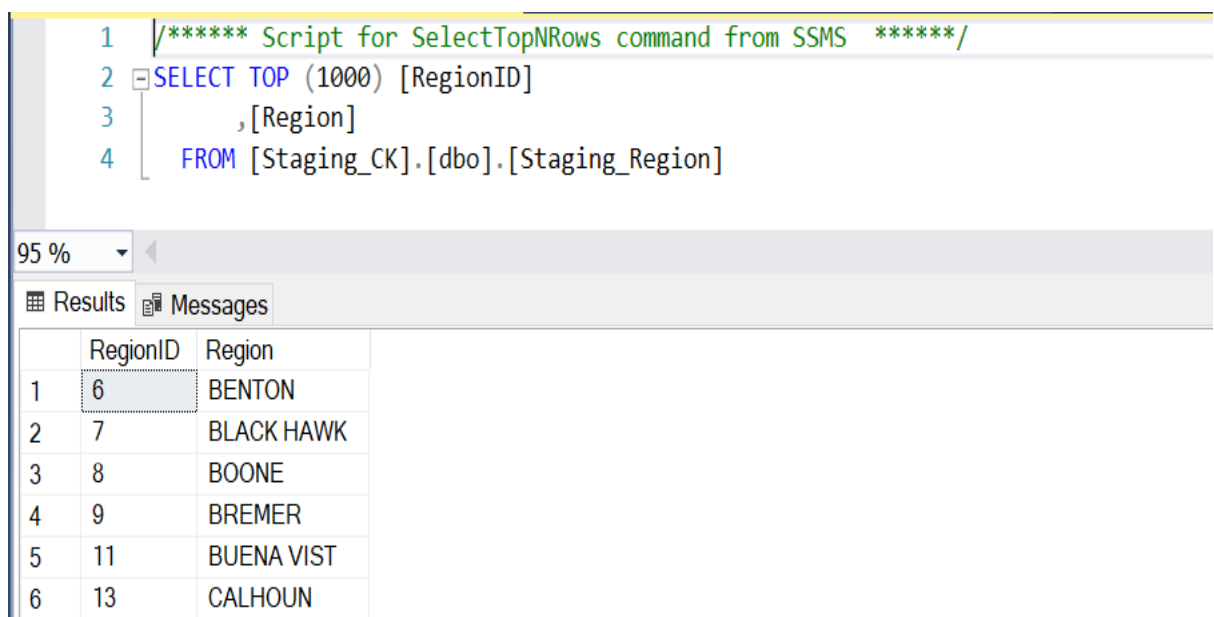 1 /****** Script for SelectTopNRows command from SSMS  ******/
2 SELECT TOP (1000) [RegionID]
3 ,[Region]
4 FROM [Staging_CK].[dbo].[Staging_Region]
95 %
Results Messages
RegionID Region
1 6 BENTON
2 7 BLACK HAWK
3 8 BOONE
4 9 BREMER
5 11 BUENA VIST
6 13 CALHOUN